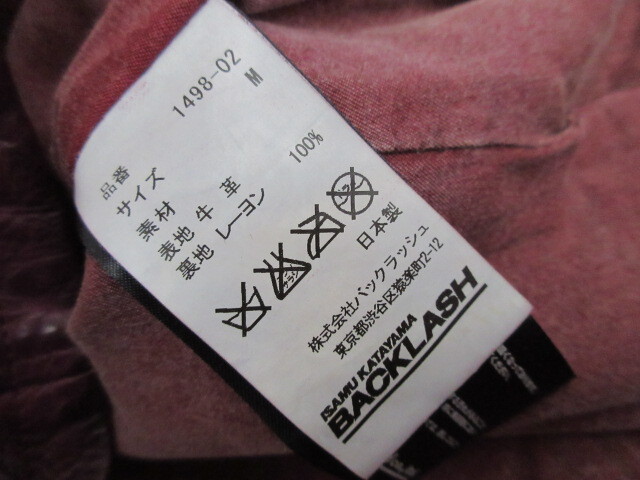 品番 1498-02
サイズ M
素材
表地 牛革
裏地 レーヨン 100%
日本製
株式会社バックラッシュ
東京都渋谷区猿楽町2-12
ISAMU KATAYAMA
BACKLASH